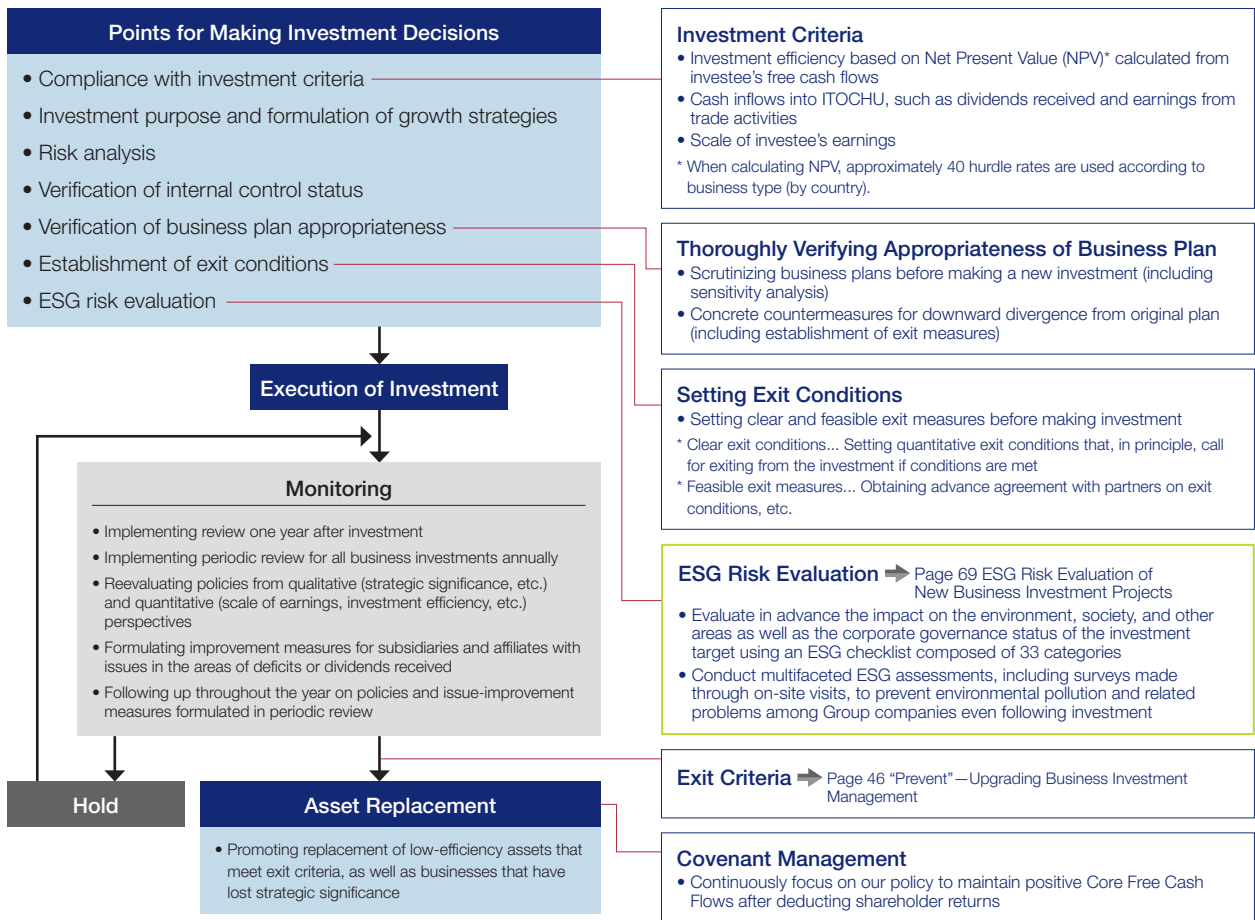 Points for Making Investment Decisions
• Compliance with investment criteria
• Investment purpose and formulation of growth strategies
• Risk analysis
• Verification of internal control status
• Verification of business plan appropriateness
• Establishment of exit conditions
• ESG risk evaluation
Execution of Investment
Monitoring
• Implementing review one year after investment
• Implementing periodic review for all business investments annually
• Reevaluating policies from qualitative (strategic significance, etc.)
and quantitative (scale of earnings, investment efficiency, etc.)
perspectives
• Formulating improvement measures for subsidiaries and affiliates with
issues in the areas of deficits or dividends received
• Following up throughout the year on policies and issue-improvement
measures formulated in periodic review
Hold
Asset Replacement
• Promoting replacement of low-efficiency assets that
meet exit criteria, as well as businesses that have
lost strategic significance
Investment Criteria
• Investment efficiency based on Net Present Value (NPV)* calculated from
investee's free cash flows
• Cash inflows into ITOCHU, such as dividends received and earnings from
trade activities
• Scale of investee's earnings
* When calculating NPV, approximately 40 hurdle rates are used according to
business type (by country).
Thoroughly Verifying Appropriateness of Business Plan
• Scrutinizing business plans before making a new investment (including
sensitivity analysis)
• Concrete countermeasures for downward divergence from original plan
(including establishment of exit measures)
Setting Exit Conditions
• Setting clear and feasible exit measures before making investment
* Clear exit conditions... Setting quantitative exit conditions that, in principle, call
for exiting from the investment if conditions are met
* Feasible exit measures... Obtaining advance agreement with partners on exit
conditions, etc.
ESG Risk Evaluation ➡ Page 69 ESG Risk Evaluation of
New Business Investment Projects
• Evaluate in advance the impact on the environment, society, and other
areas as well as the corporate governance status of the investment
target using an ESG checklist composed of 33 categories
• Conduct multifaceted ESG assessments, including surveys made
through on-site visits, to prevent environmental pollution and related
problems among Group companies even following investment
Exit Criteria ➡ Page 46 “Prevent”—Upgrading Business Investment
Management
Covenant Management
• Continuously focus on our policy to maintain positive Core Free Cash
Flows after deducting shareholder returns